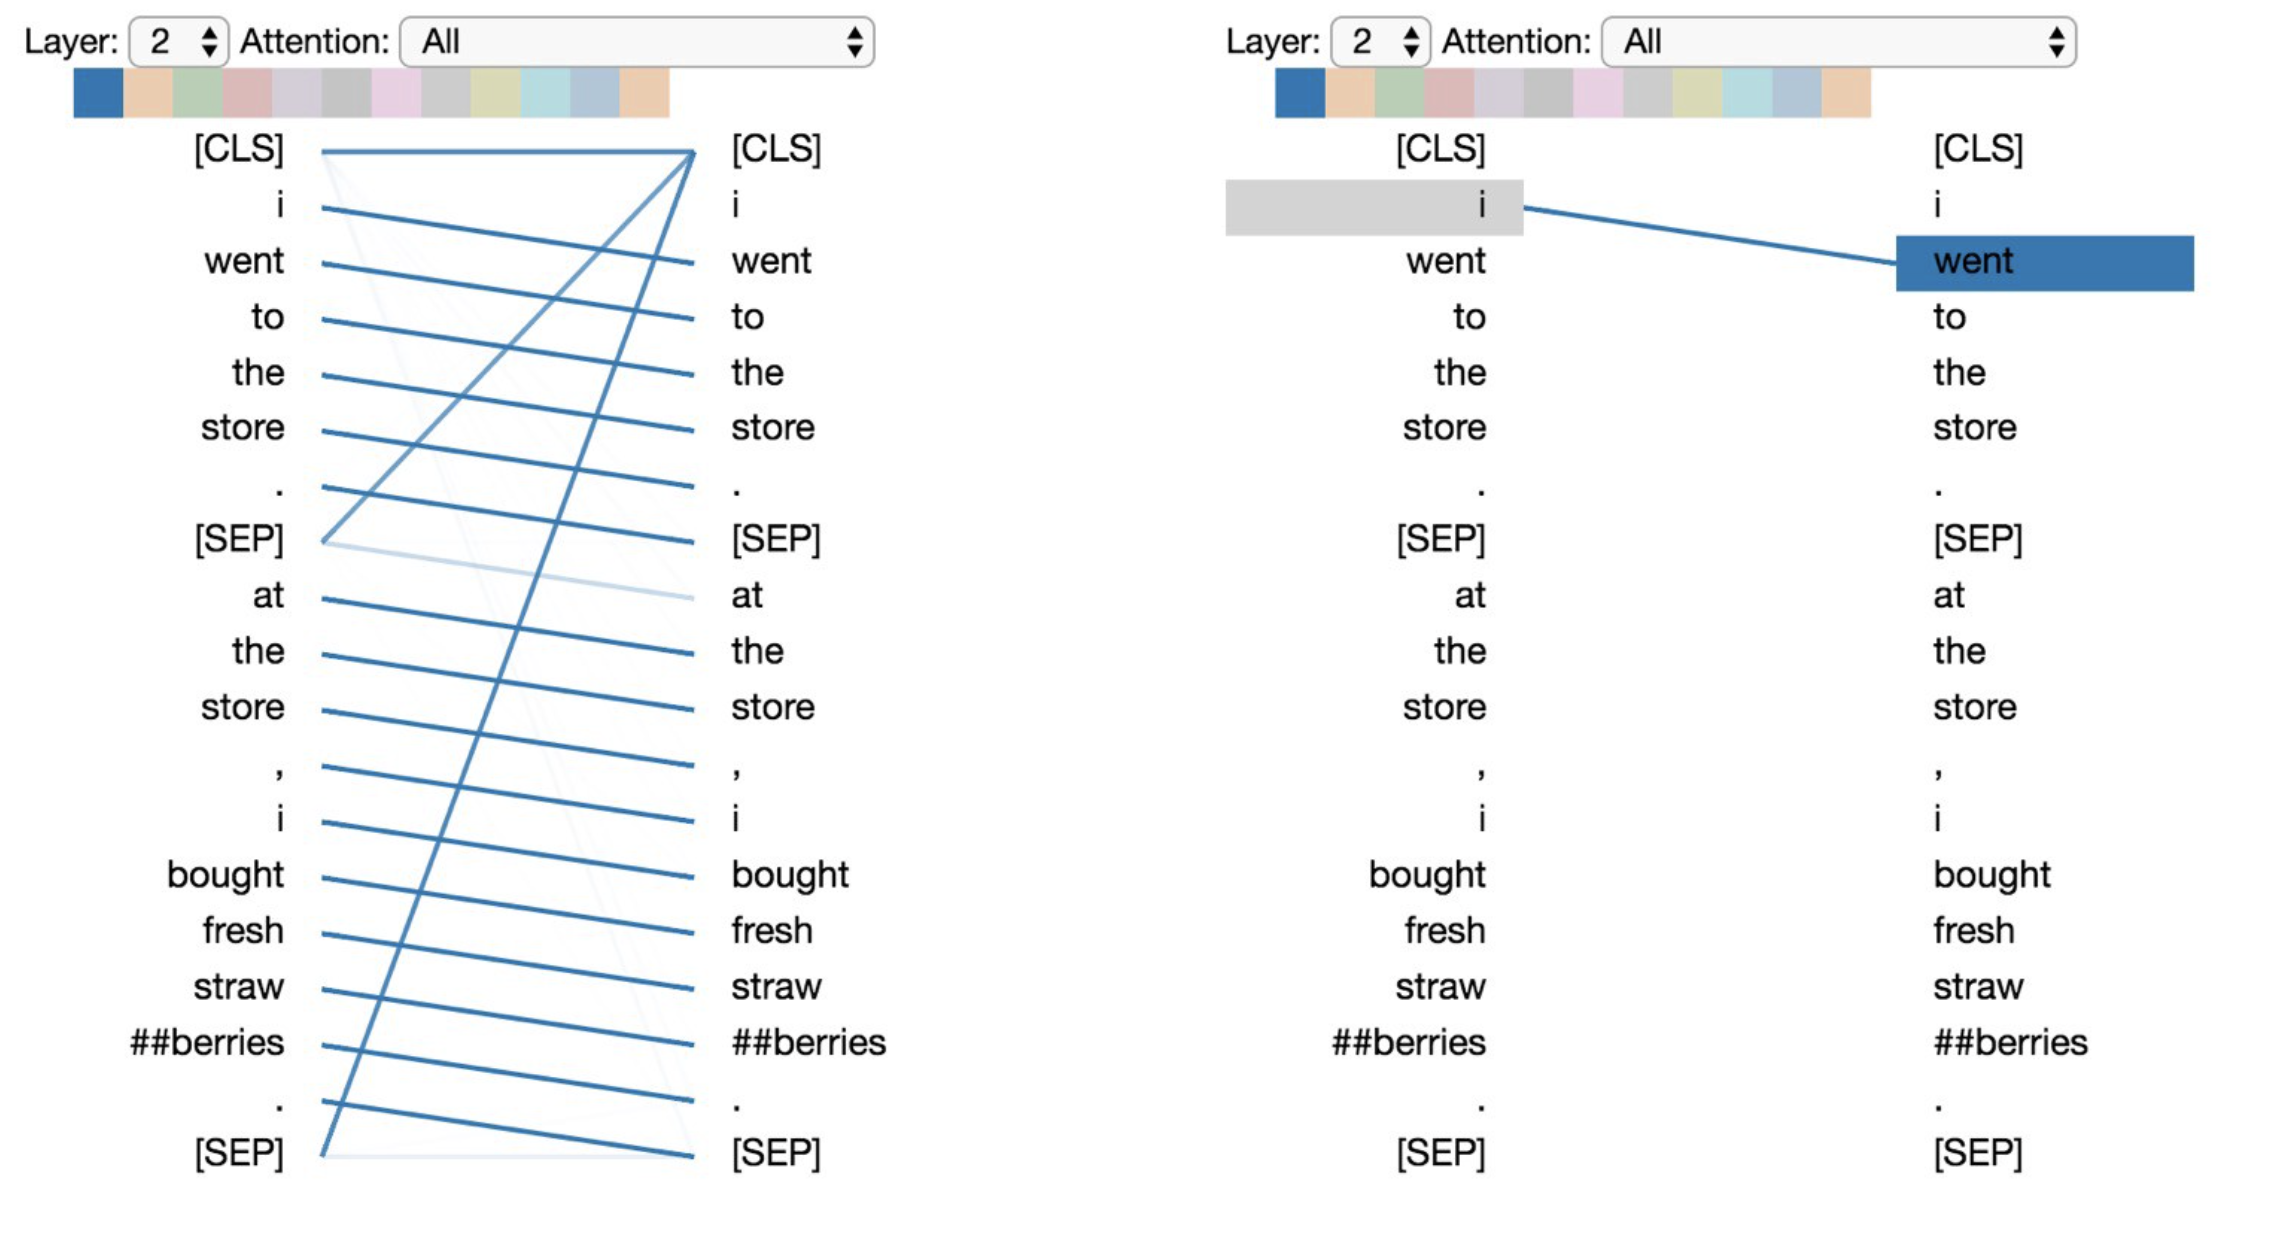 Layer: 2 Attention: All
[CLS] [CLS]
i i
went went
to to
the the
store store
. .
[SEP] [SEP]
at at
the the
store store
, ,
i i
bought bought
fresh fresh
straw straw
##berries ##berries
. .
[SEP] [SEP]
Layer: 2 Attention: All
[CLS] [CLS]
i i
went went
to to
the the
store store
. .
[SEP] [SEP]
at at
the the
store store
, ,
i i
bought bought
fresh fresh
straw straw
##berries ##berries
. .
[SEP] [SEP]